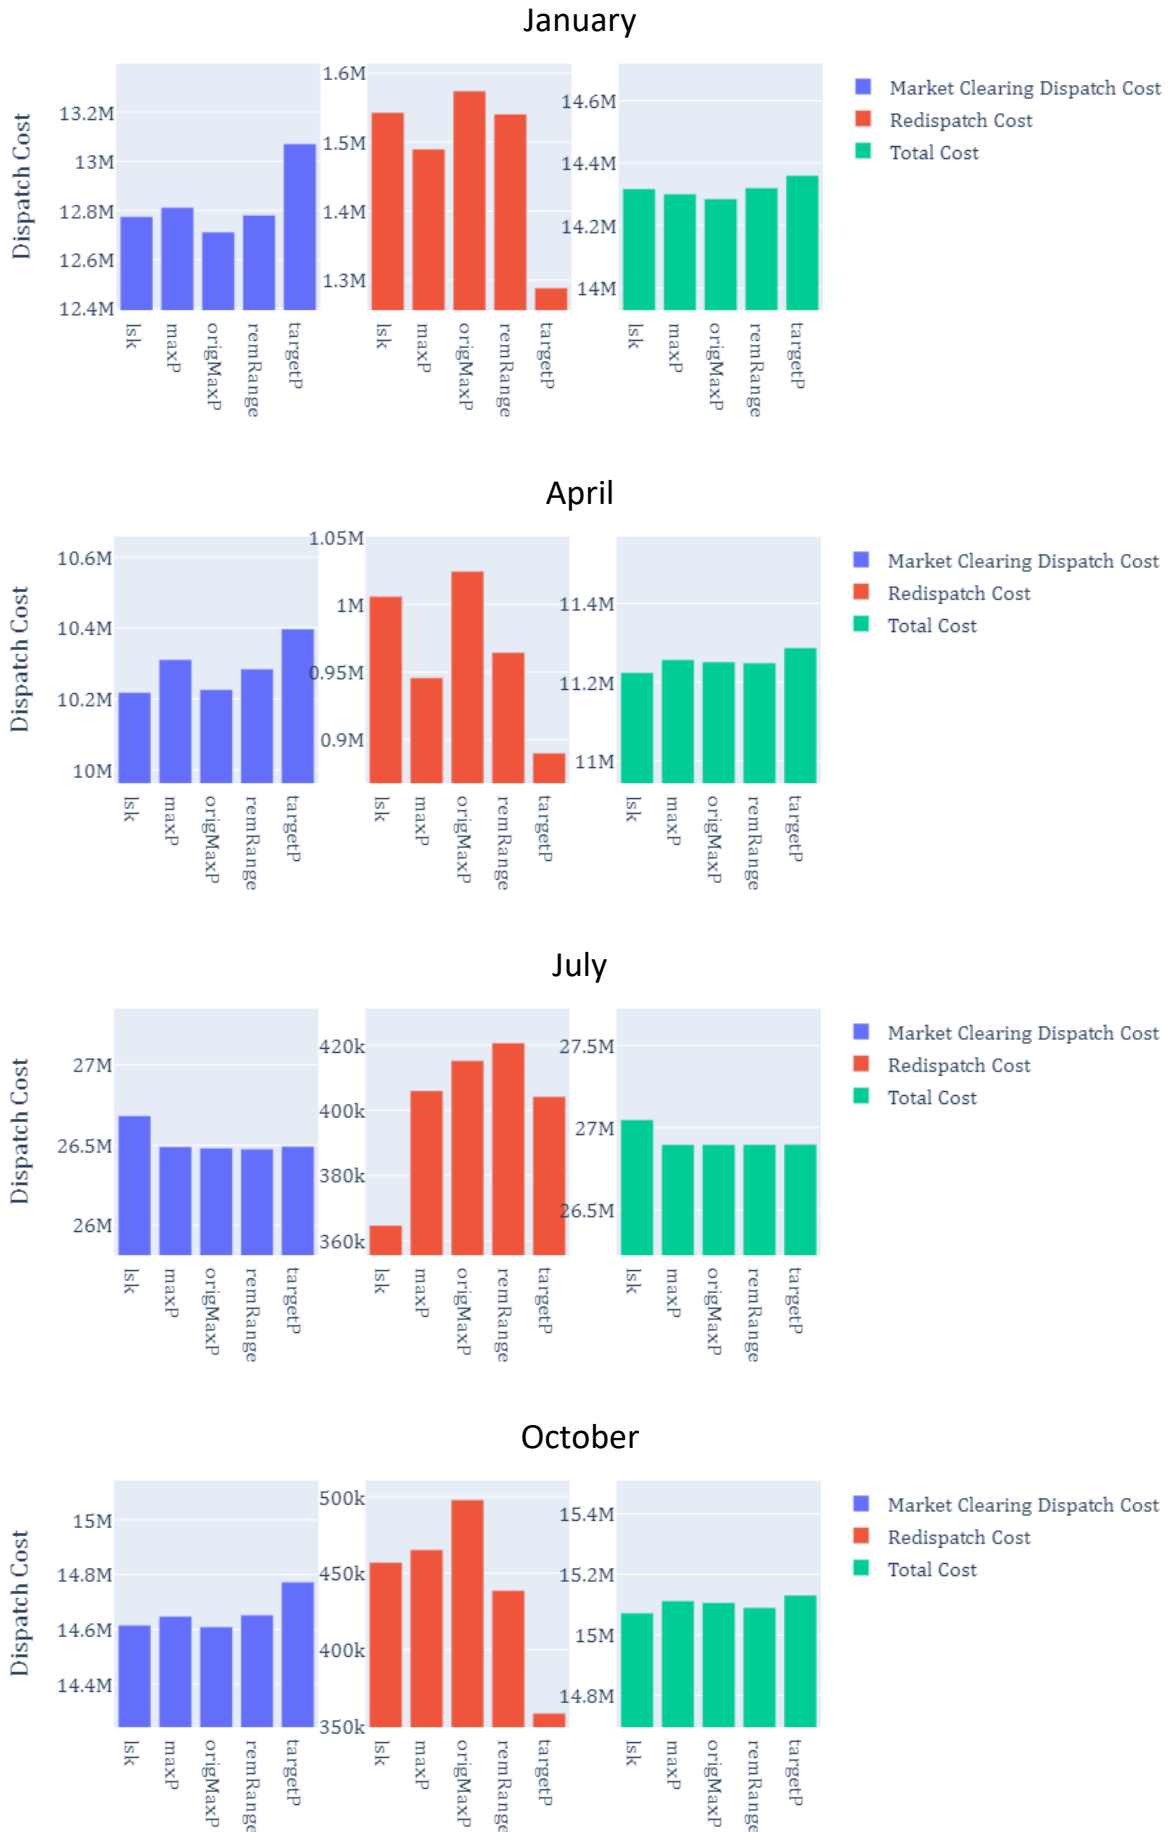 January
Dispatch Cost
13.2M
13M
12.8M
12.6M
12.4M
lsk
maxP
origMaxP
remRange
targetP
1.6M
1.5M
1.4M
1.3M
lsk
maxP
origMaxP
remRange
targetP
14.6M
14.4M
14.2M
14M
lsk
maxP
origMaxP
remRange
targetP
Market Clearing Dispatch Cost
Redispatch Cost
Total Cost
April
Dispatch Cost
10.6M
10.4M
10.2M
10M
lsk
maxP
origMaxP
remRange
targetP
1.05M
1M
0.95M
0.9M
lsk
maxP
origMaxP
remRange
targetP
11.4M
11.2M
11M
lsk
maxP
origMaxP
remRange
targetP
Market Clearing Dispatch Cost
Redispatch Cost
Total Cost
July
Dispatch Cost
27M
26.5M
26M
lsk
maxP
origMaxP
remRange
targetP
420k
400k
380k
360k
lsk
maxP
origMaxP
remRange
targetP
27.5M
27M
26.5M
lsk
maxP
origMaxP
remRange
targetP
Market Clearing Dispatch Cost
Redispatch Cost
Total Cost
October
Dispatch Cost
15M
14.8M
14.6M
14.4M
lsk
maxP
origMaxP
remRange
targetP
500k
450k
400k
350k
lsk
maxP
origMaxP
remRange
targetP
15.4M
15.2M
15M
14.8M
lsk
maxP
origMaxP
remRange
targetP
Market Clearing Dispatch Cost
Redispatch Cost
Total Cost